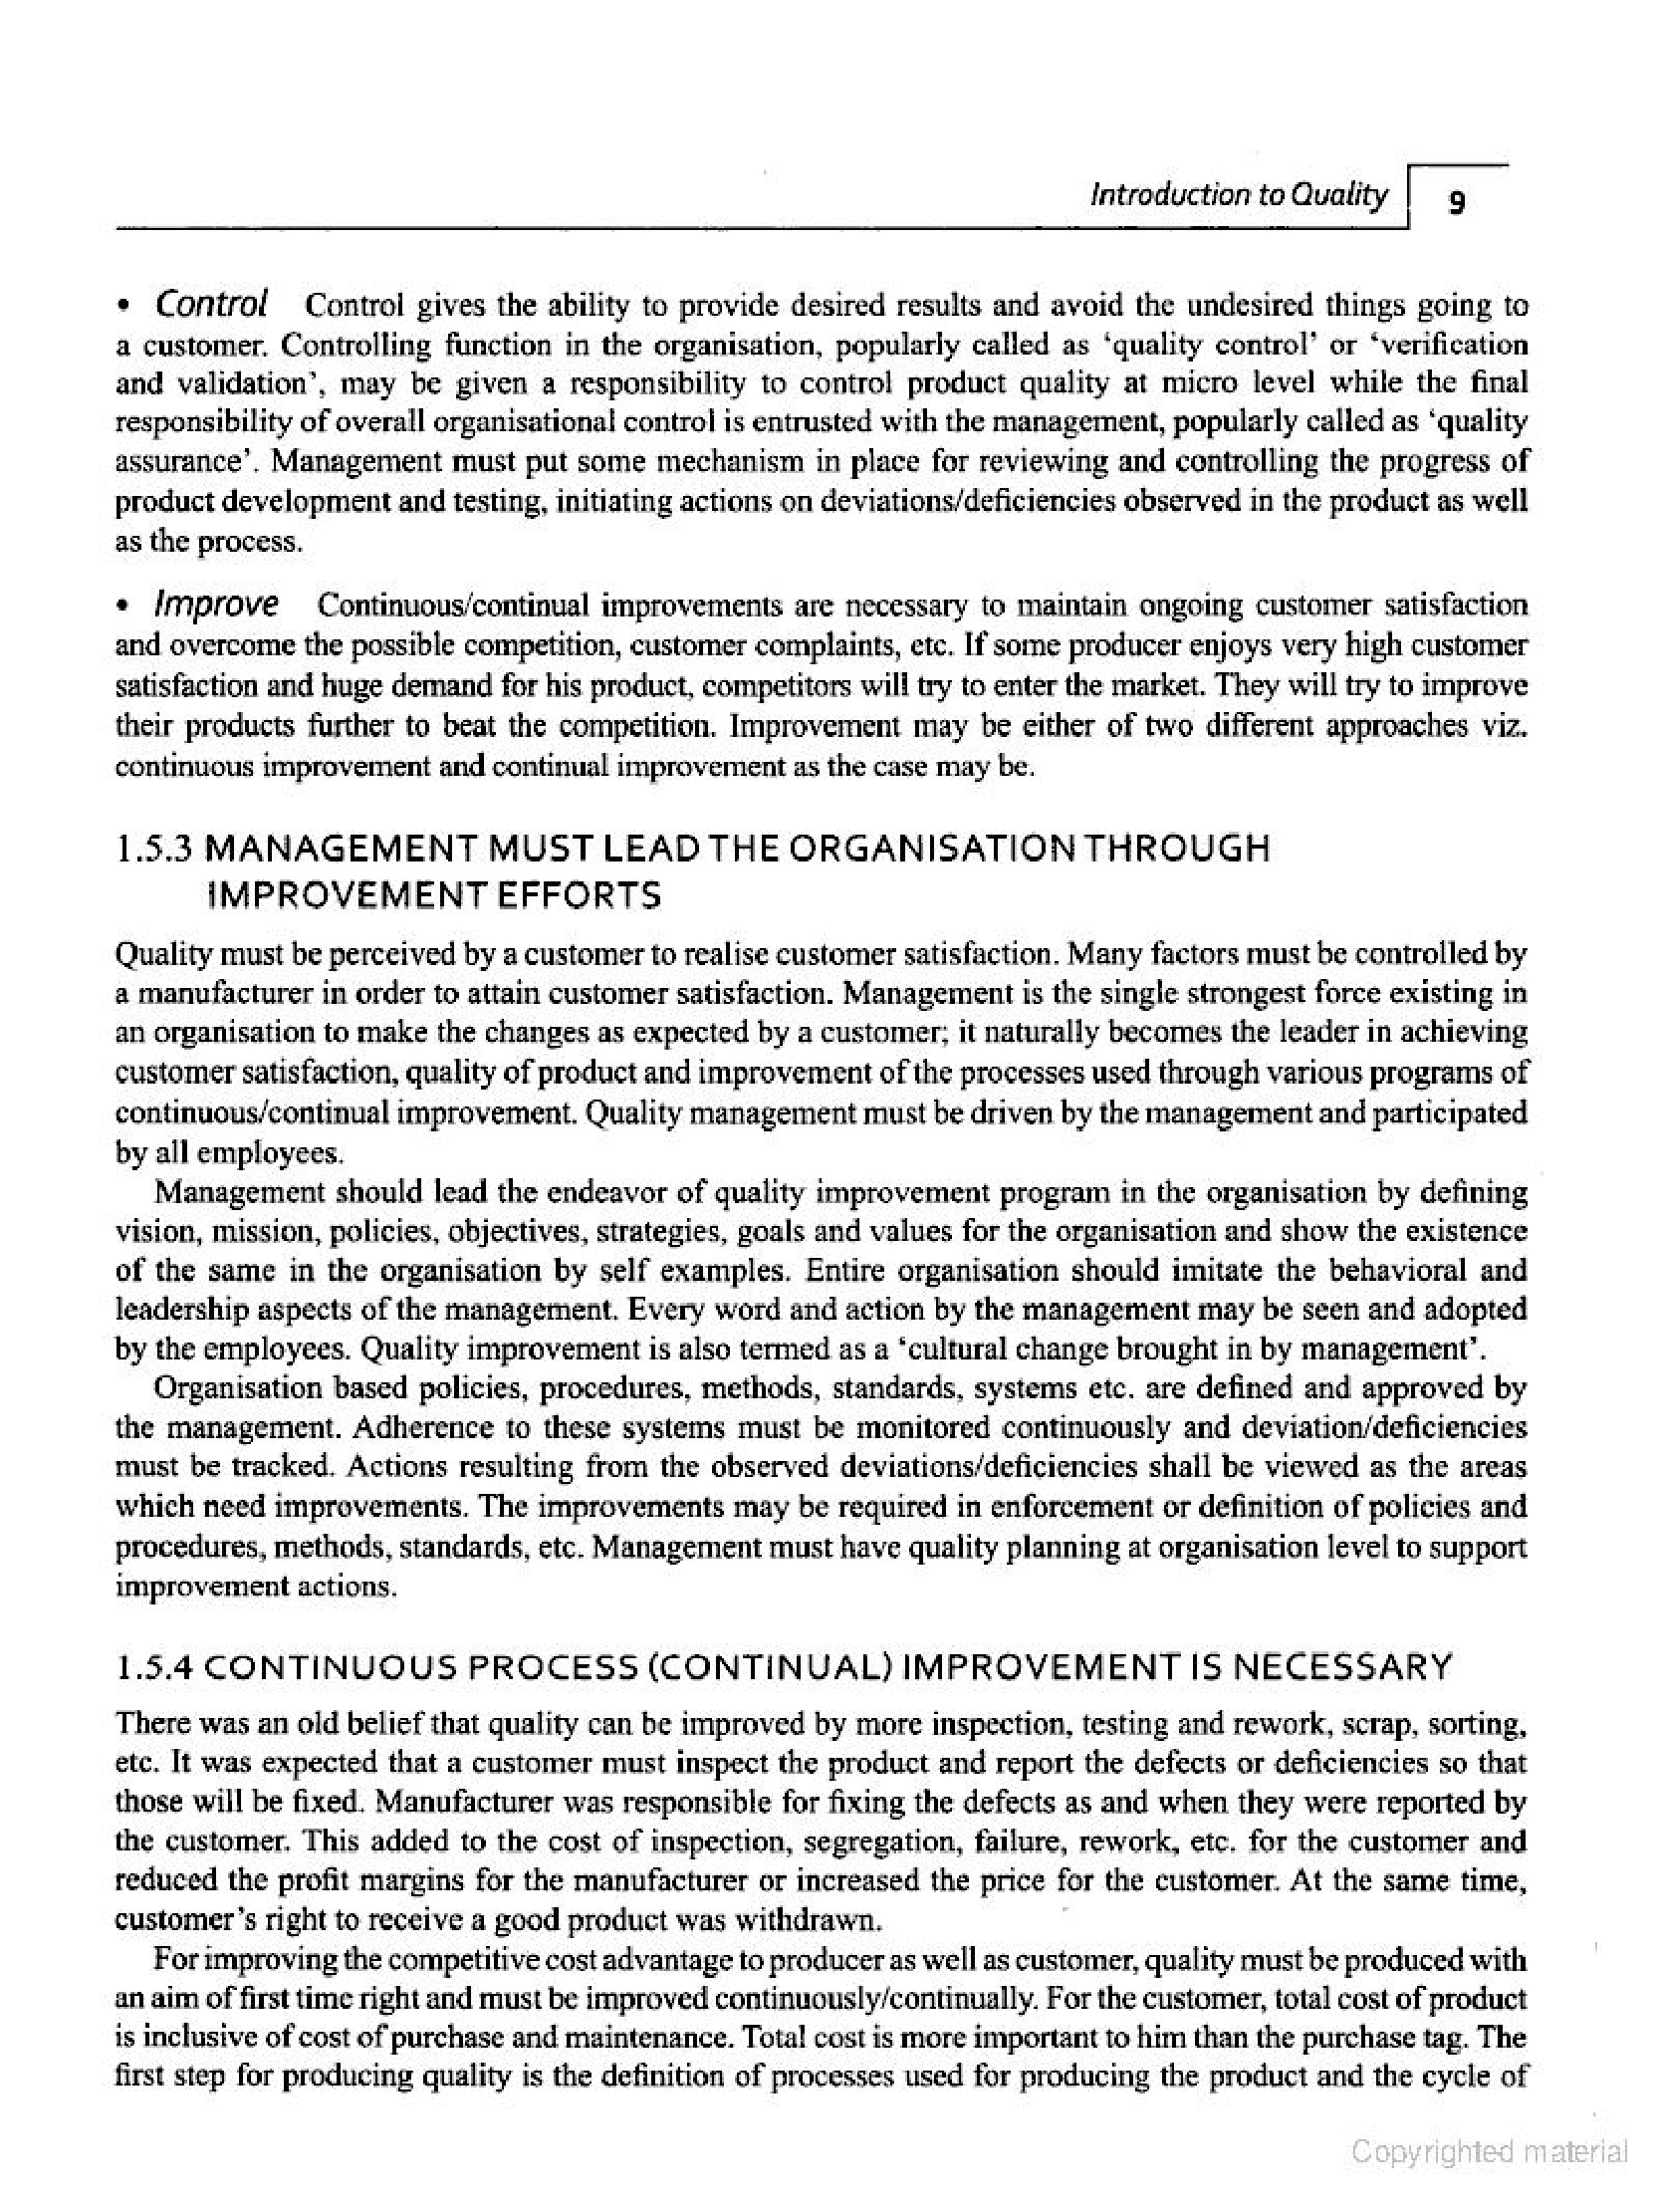 Introduction to Quality 9
• Control Control gives the ability to provide desired results and avoid the undesired things going to
a customer. Controlling function in the organisation, popularly called as ‘quality control’ or ‘verification
and validation’, may be given a responsibility to control product quality at micro level while the final
responsibility of overall organisational control is entrusted with the management, popularly called as ‘quality
assurance’. Management must put some mechanism in place for reviewing and controlling the progress of
product development and testing, initiating actions on deviations/deficiencies observed in the product as well
as the process.
• Improve Continuous/continual improvements are necessary to maintain ongoing customer satisfaction
and overcome the possible competition, customer complaints, etc. If some producer enjoys very high customer
satisfaction and huge demand for his product, competitors will try to enter the market. They will try to improve
their products further to beat the competition. Improvement may be either of two different approaches viz.
continuous improvement and continual improvement as the case may be.
1.5.3 MANAGEMENT MUST LEAD THE ORGANISATION THROUGH
IMPROVEMENT EFFORTS
Quality must be perceived by a customer to realise customer satisfaction. Many factors must be controlled by
a manufacturer in order to attain customer satisfaction. Management is the single strongest force existing in
an organisation to make the changes as expected by a customer; it naturally becomes the leader in achieving
customer satisfaction, quality of product and improvement of the processes used through various programs of
continuous/continual improvement. Quality management must be driven by the management and participated
by all employees.
Management should lead the endeavor of quality improvement program in the organisation by defining
vision, mission, policies, objectives, strategies, goals and values for the organisation and show the existence
of the same in the organisation by self examples. Entire organisation should imitate the behavioral and
leadership aspects of the management. Every word and action by the management may be seen and adopted
by the employees. Quality improvement is also termed as a ‘cultural change brought in by management’.
Organisation based policies, procedures, methods, standards, systems etc. are defined and approved by
the management. Adherence to these systems must be monitored continuously and deviation/deficiencies
must be tracked. Actions resulting from the observed deviations/deficiencies shall be viewed as the areas
which need improvements. The improvements may be required in enforcement or definition of policies and
procedures, methods, standards, etc. Management must have quality planning at organisation level to support
improvement actions.
1.5.4 CONTINUOUS PROCESS (CONTINUAL) IMPROVEMENT IS NECESSARY
There was an old belief that quality can be improved by more inspection, testing and rework, scrap, sorting,
etc. It was expected that a customer must inspect the product and report the defects or deficiencies so that
those will be fixed. Manufacturer was responsible for fixing the defects as and when they were reported by
the customer. This added to the cost of inspection, segregation, failure, rework, etc. for the customer and
reduced the profit margins for the manufacturer or increased the price for the customer. At the same time,
customer’s right to receive a good product was withdrawn.
For improving the competitive cost advantage to producer as well as customer, quality must be produced with
an aim of first time right and must be improved continuously/continually. For the customer, total cost of product
is inclusive of cost of purchase and maintenance. Total cost is more important to him than the purchase tag. The
first step for producing quality is the definition of processes used for producing the product and the cycle of
Copyrighted material